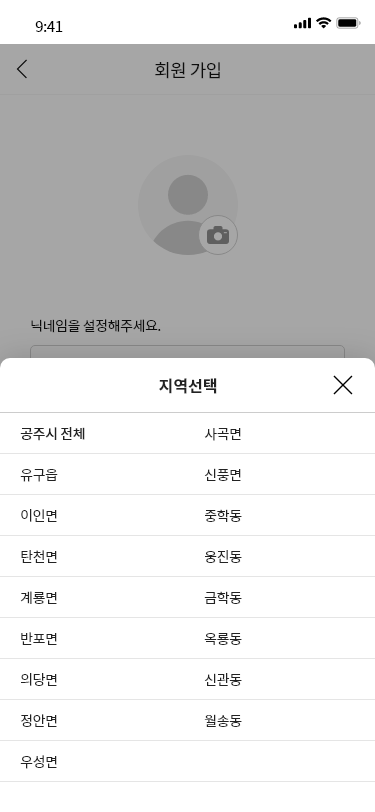 9:41
회원 가입
닉네임을 설정해주세요.
지역선택
공주시 전체 사곡면
유구읍 신풍면
이인면 중학동
탄천면 웅진동
계룡면 금학동
반포면 옥룡동
의당면 신관동
정안면 월송동
우성면